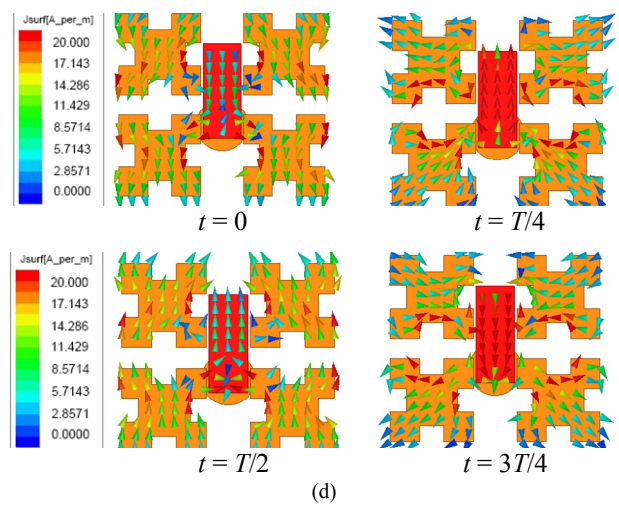 Jsurf[A_per_m]
20.000
17.143
14.286
11.429
8.5714
5.7143
2.8571
0.0000
t = 0
t = T/4
Jsurf[A_per_m]
20.000
17.143
14.286
11.429
8.5714
5.7143
2.8571
0.0000
t = T/2
t = 3T/4
(d)